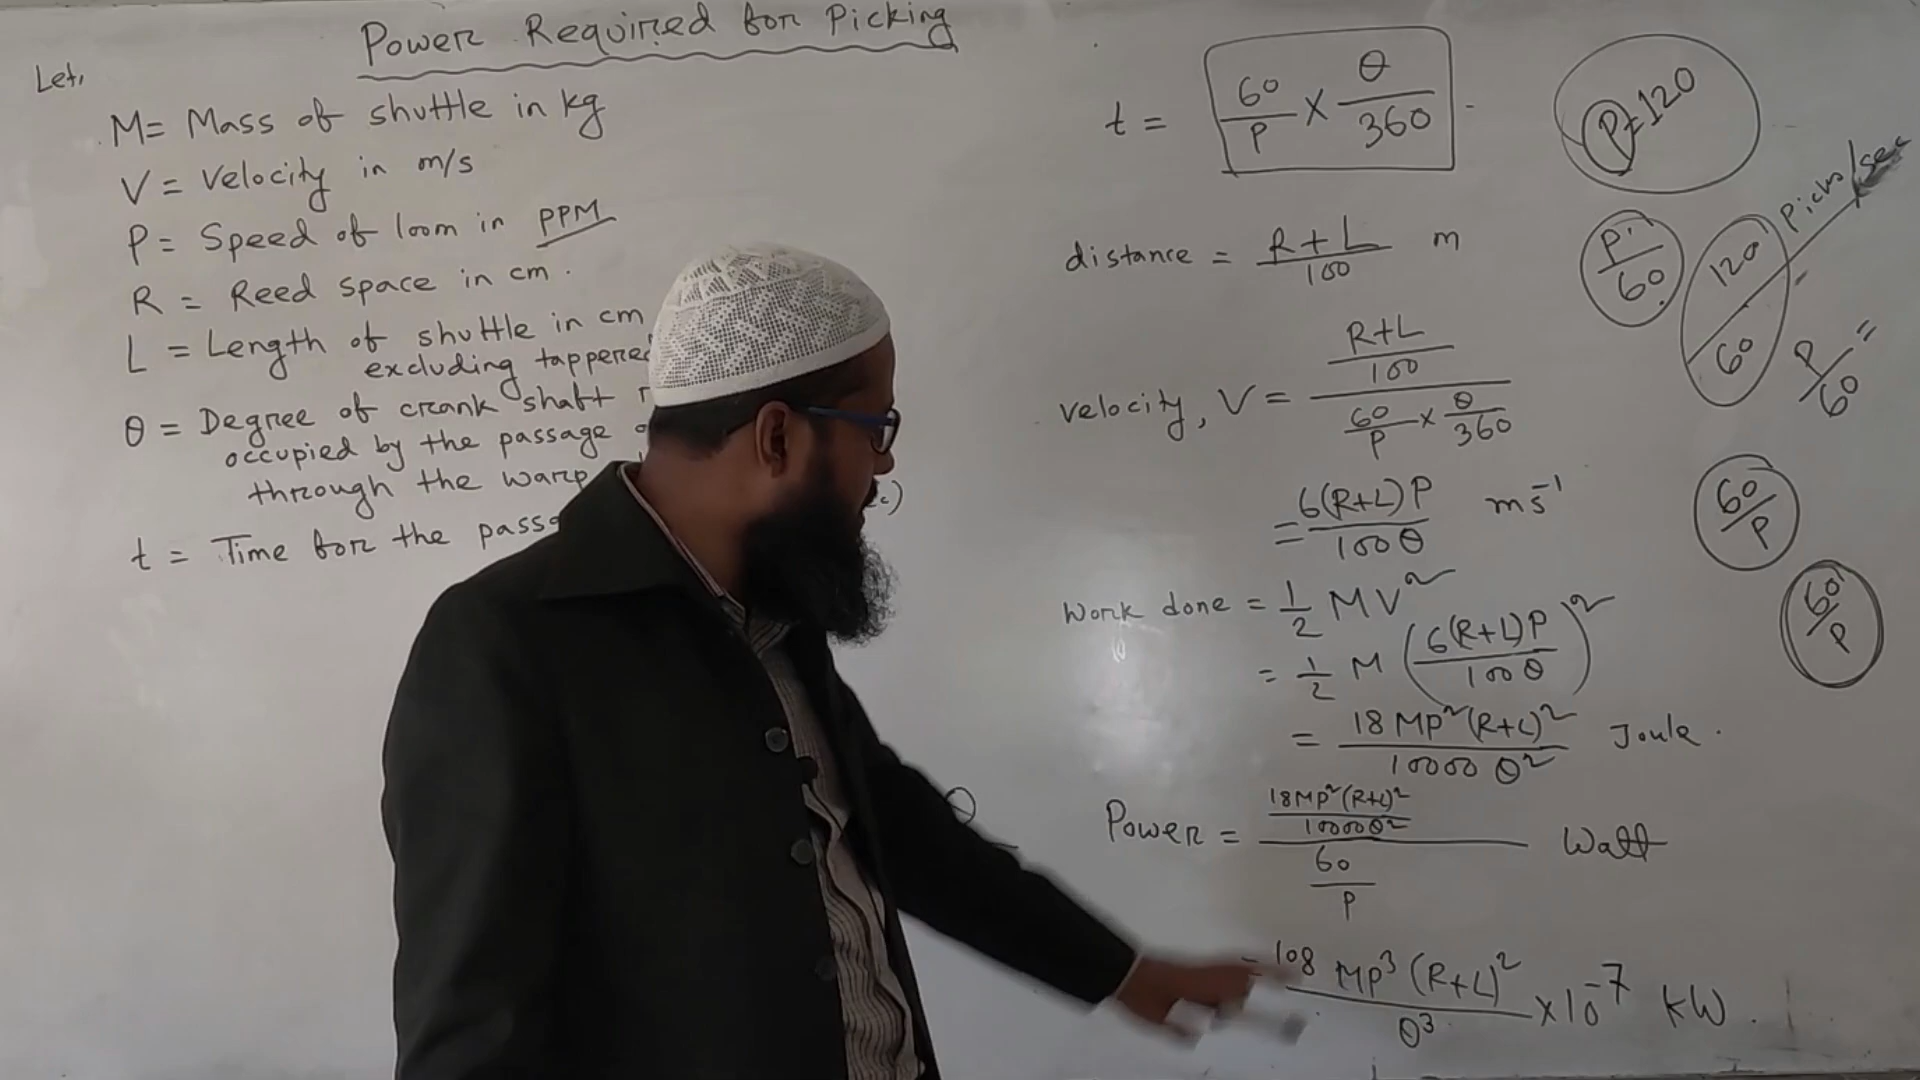 Power Required for Picking
Let,
M = Mass of shuttle in kg
V = Velocity in m/s
P = Speed of loom in PPM
R = Reed space in cm.
L = Length of shuttle in cm
excluding tappered
θ = Degree of crank shaft
occupied by the passage
through the warp
t = Time for the
t = 60/P × θ/360
distance = R+L/100 m
velocity, V = (R+L/100)/(60/P × θ/360)
= 6(R+L)P/100θ ms⁻¹
Work done = 1/2 MV²
= 1/2 M (6(R+L)P/100θ)²
= 18MP²(R+L)²/10000θ² Joule.
Power = (18MP²(R+L)²/10000θ²)/(60/P) Watt
= 108 MP³(R+L)²/θ³ ×10⁻⁷ kW.
P=120
P/60
120/60 Picks/sec
P/60 =
60/P
60/P
θ